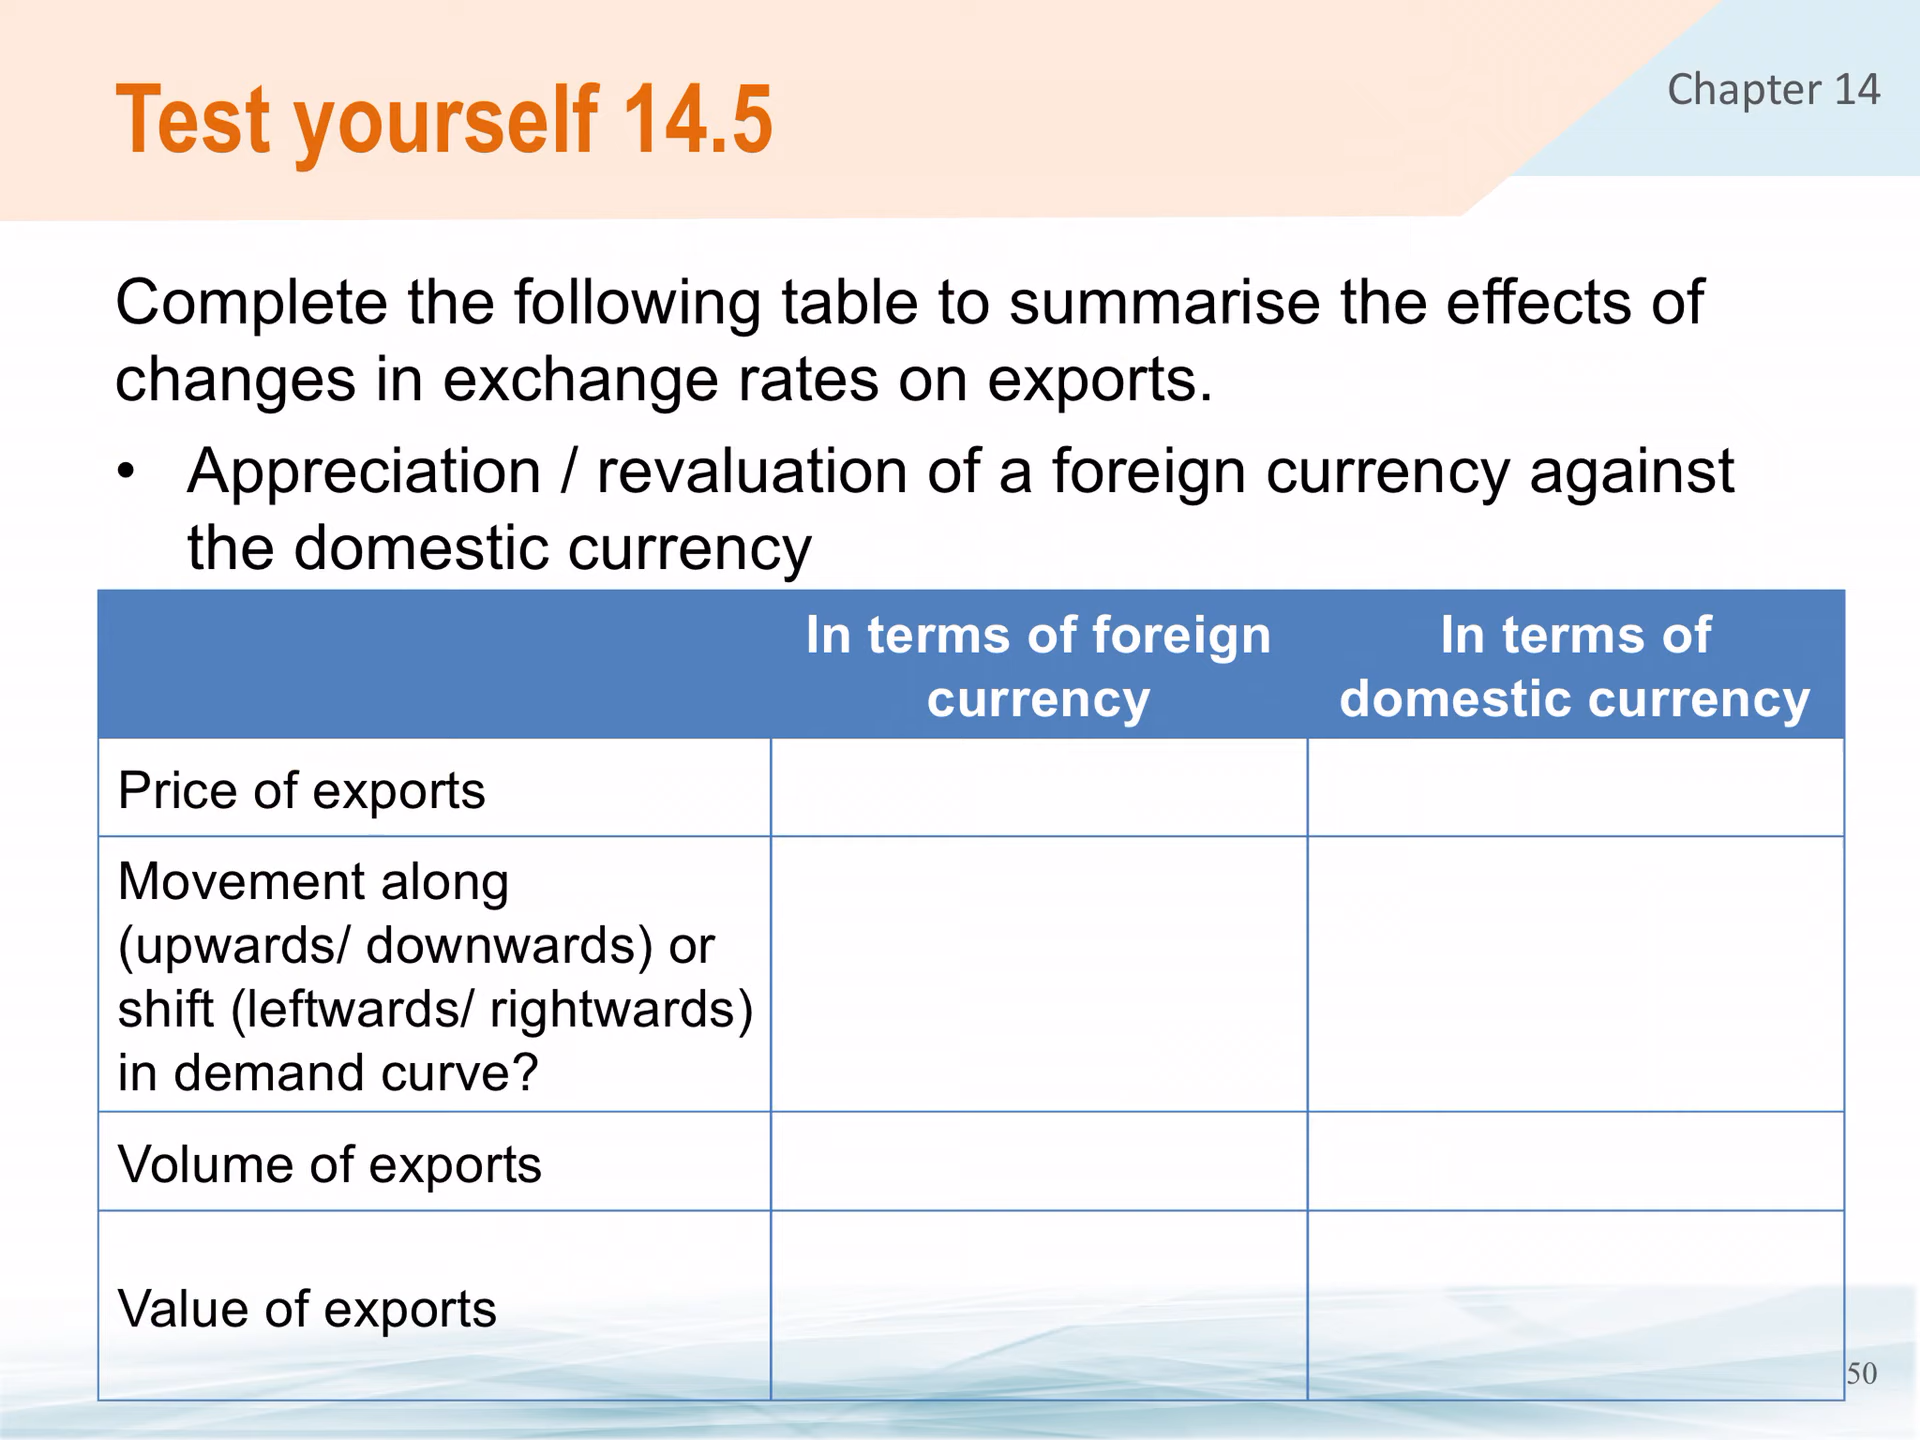 Test yourself 14.5
Chapter 14
Complete the following table to summarise the effects of
changes in exchange rates on exports.
• Appreciation / revaluation of a foreign currency against
the domestic currency
In terms of foreign
currency
In terms of
domestic currency
Price of exports
Movement along
(upwards/ downwards) or
shift (leftwards/ rightwards)
in demand curve?
Volume of exports
Value of exports
50